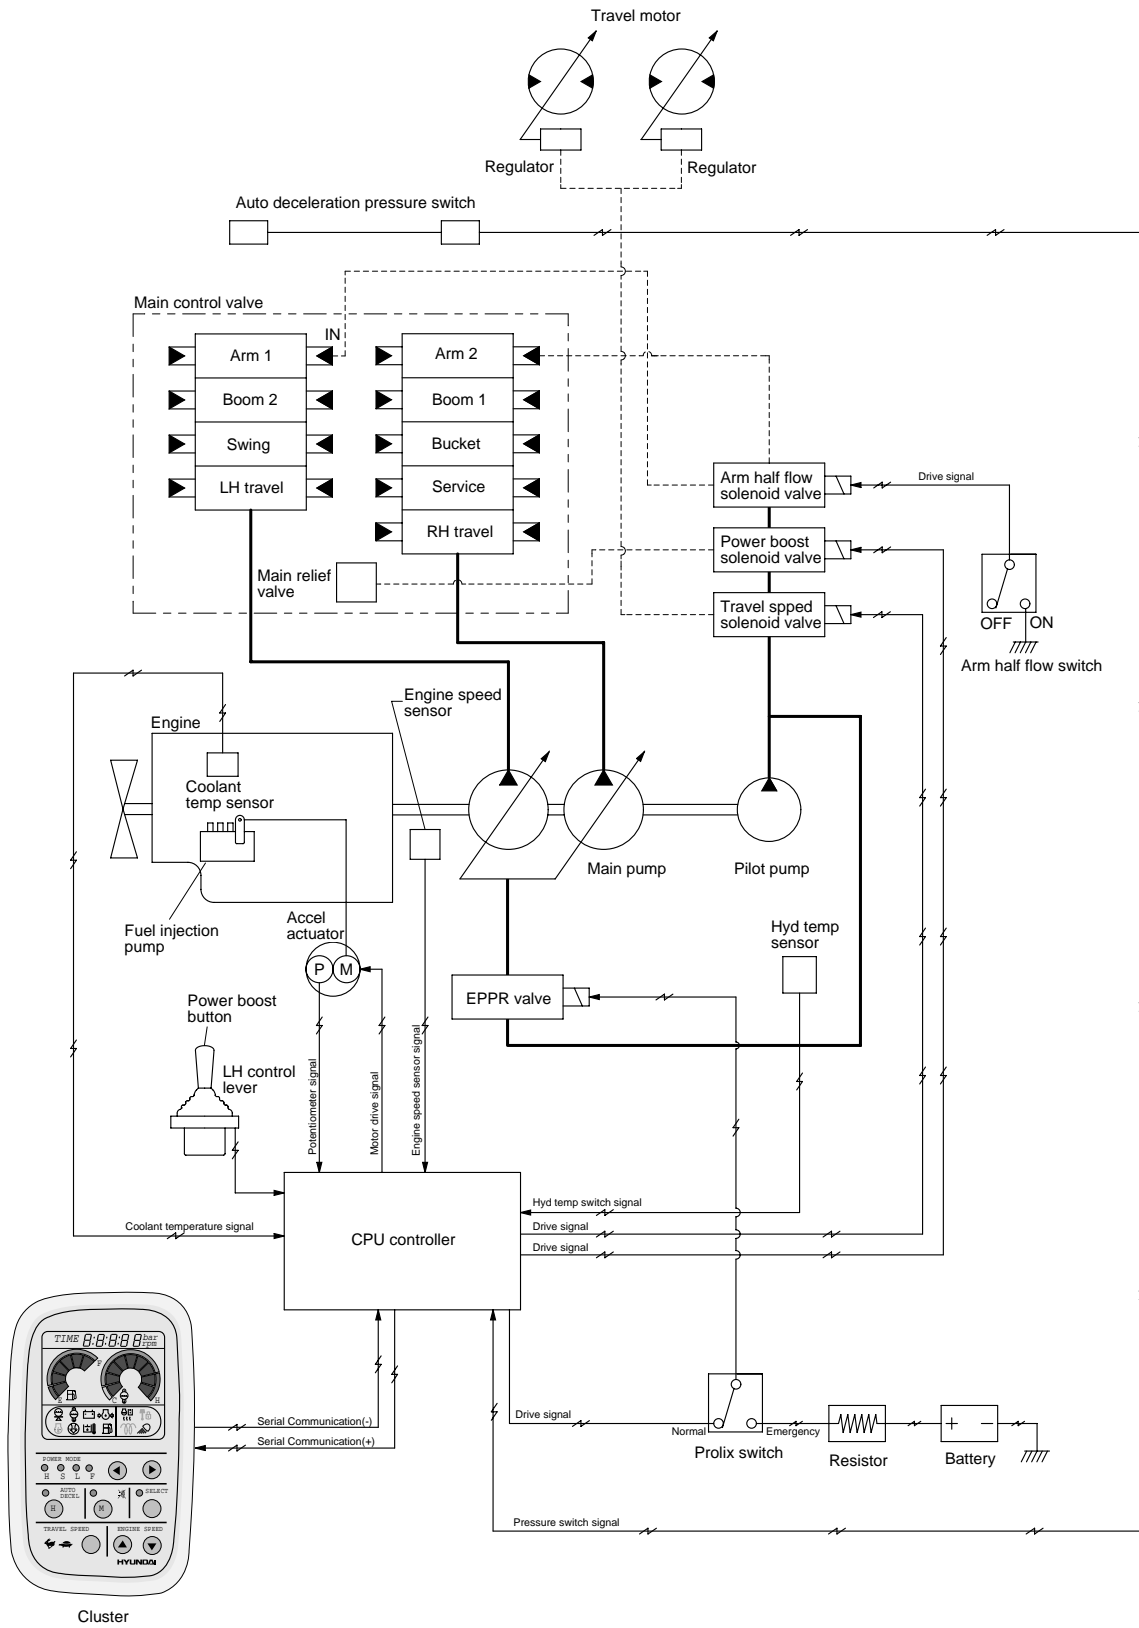 Travel motor
Regulator
Regulator
Auto deceleration pressure switch
Main control valve
IN
Arm 1
Boom 2
Swing
LH travel
Arm 2
Boom 1
Bucket
Service
RH travel
Main relief
valve
Arm half flow
solenoid valve
Power boost
solenoid valve
Travel spped
solenoid valve
Drive signal
OFF
ON
Arm half flow switch
Engine speed
sensor
Engine
Coolant
temp sensor
Fuel injection
pump
Accel
actuator
P
M
Main pump
Pilot pump
Hyd temp
sensor
EPPR valve
Power boost
button
LH control
lever
Potentiometer signal
Motor drive signal
Engine speed sensor signal
Coolant temperature signal
CPU controller
Hyd temp switch signal
Drive signal
Drive signal
TIME 8:8:8:8 8 bar
rpm
F
E
C
H
Serial Communication(-)
Serial Communication(+)
Drive signal
Normal
Emergency
Prolix switch
Resistor
+ -
Battery
POWER MODE
H S L F
AUTO
DECEL
SELECT
H
M
TRAVEL SPEED
ENGINE SPEED
HYUNDAI
Pressure switch signal
Cluster